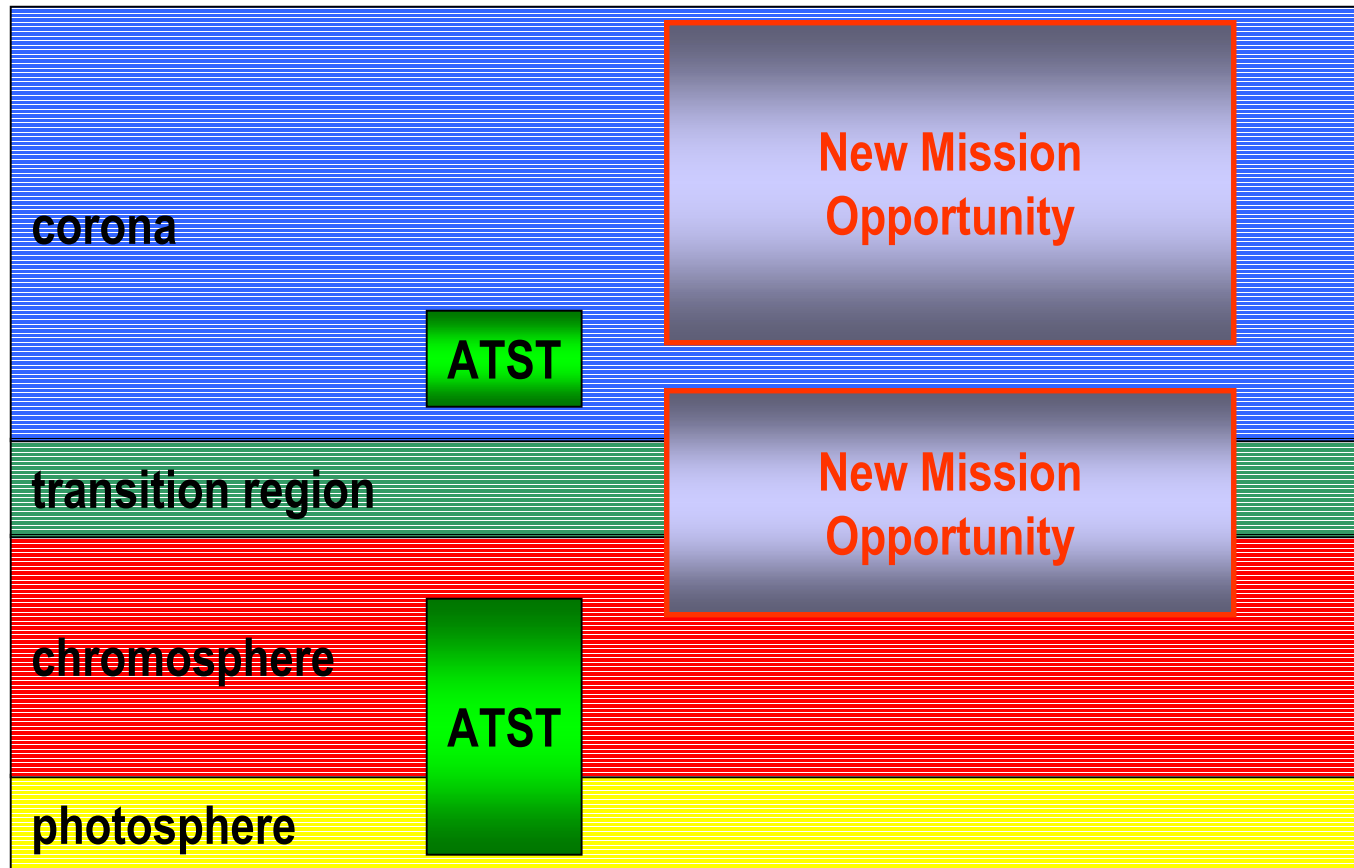 New Mission
Opportunity
corona
ATST
transition region
New Mission
Opportunity
chromosphere
ATST
photosphere